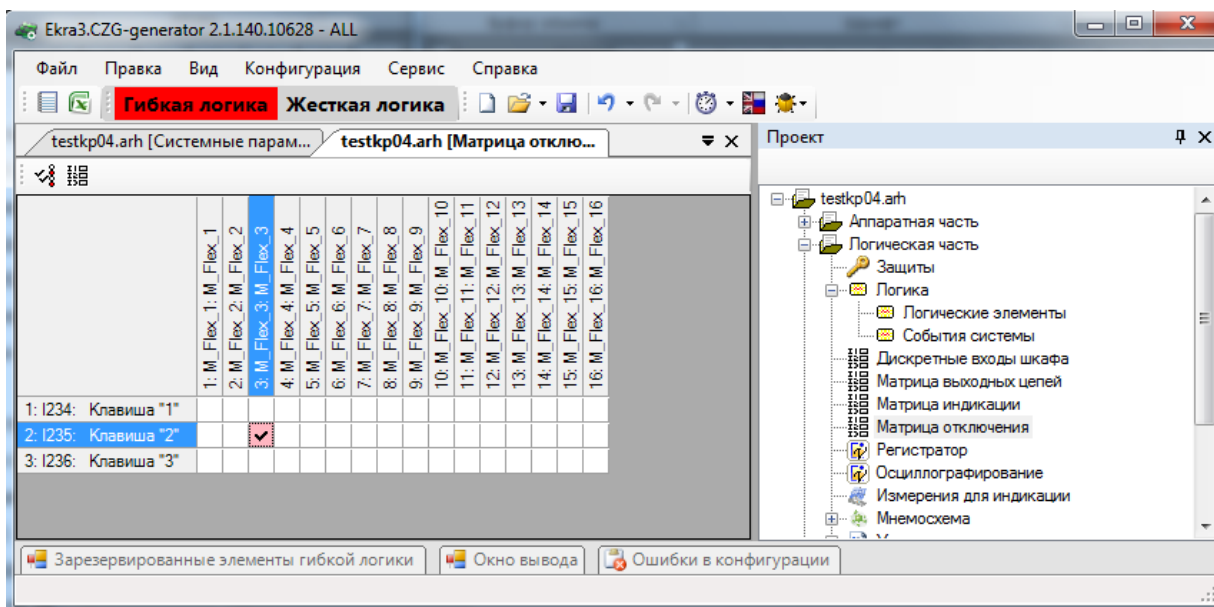 Ekra3.CZG-generator 2.1.140.10628 - ALL
Файл Правка Вид Конфигурация Сервис Справка
Гибкая логика Жесткая логика
testkp04.arh [Системные парам... testkp04.arh [Матрица отклю...
Проект
1: M_Flex_1: M_Flex_1
2: M_Flex_2: M_Flex_2
3: M_Flex_3: M_Flex_3
4: M_Flex_4: M_Flex_4
5: M_Flex_5: M_Flex_5
6: M_Flex_6: M_Flex_6
7: M_Flex_7: M_Flex_7
8: M_Flex_8: M_Flex_8
9: M_Flex_9: M_Flex_9
10: M_Flex_10: M_Flex_10
11: M_Flex_11: M_Flex_11
12: M_Flex_12: M_Flex_12
13: M_Flex_13: M_Flex_13
14: M_Flex_14: M_Flex_14
15: M_Flex_15: M_Flex_15
16: M_Flex_16: M_Flex_16
1: I234: Клавиша "1"
2: I235: Клавиша "2"
3: I236: Клавиша "3"
testkp04.arh
Аппаратная часть
Логическая часть
Защиты
Логика
Логические элементы
События системы
Дискретные входы шкафа
Матрица выходных цепей
Матрица индикации
Матрица отключения
Регистратор
Осциллографирование
Измерения для индикации
Мнемосхема
Зарезервированные элементы гибкой логики Окно вывода Ошибки в конфигурации